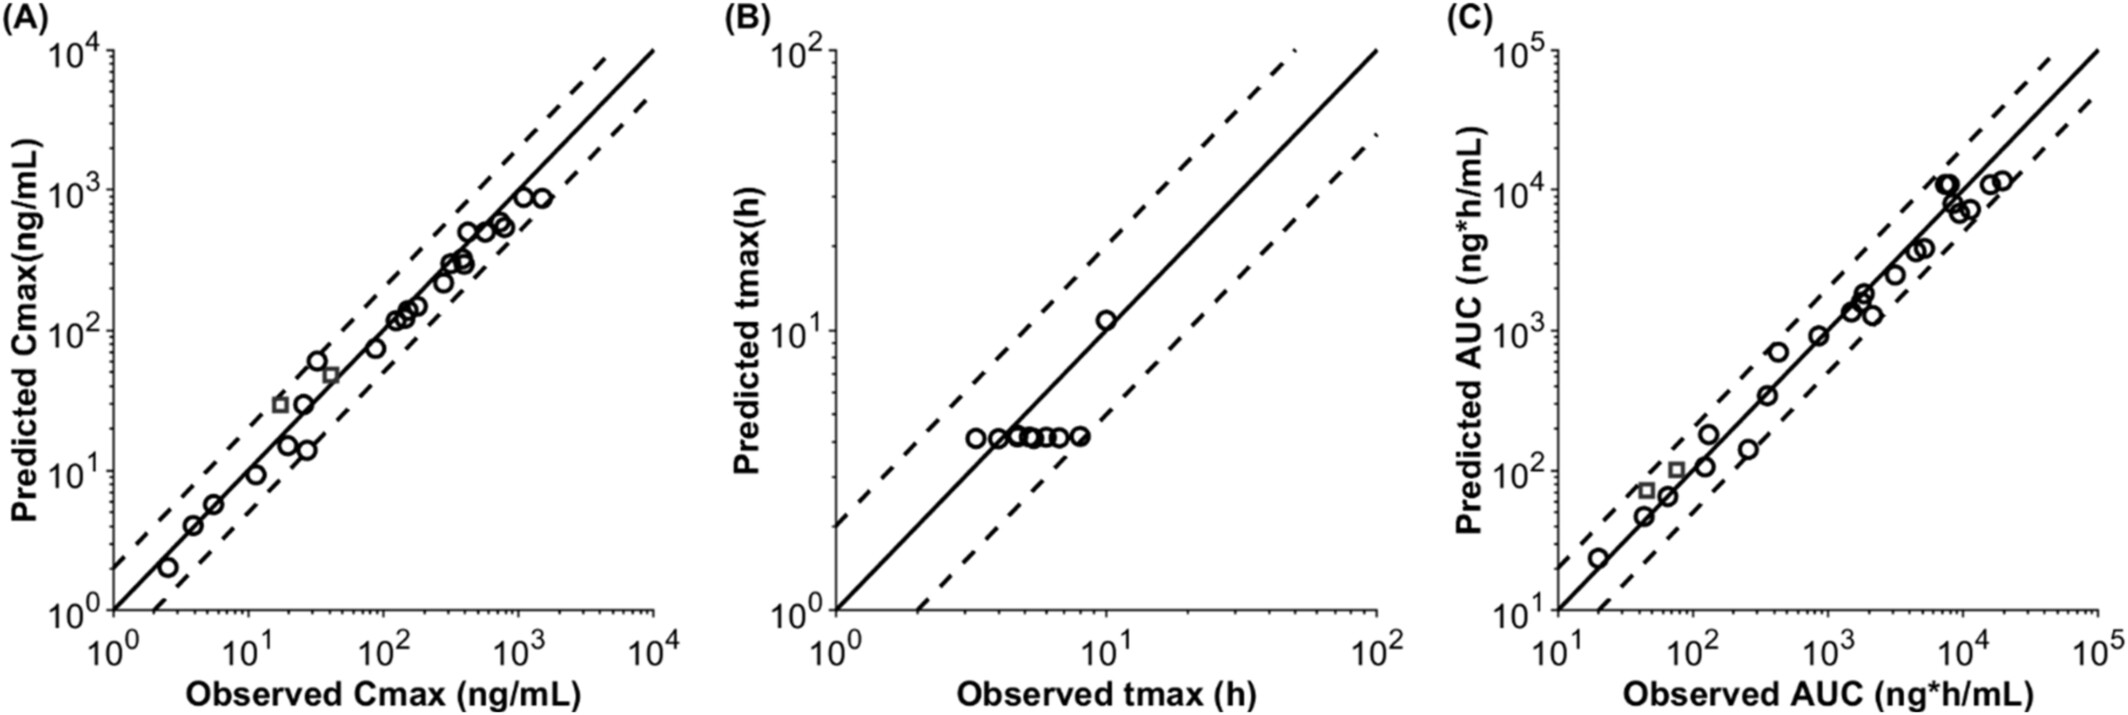 (A)
10^4
10^3
10^2
10^1
10^0
Predicted Cmax(ng/mL)
10^0 10^1 10^2 10^3 10^4
Observed Cmax (ng/mL)
(B)
10^2
10^1
10^0
Predicted tmax(h)
10^0 10^1 10^2
Observed tmax (h)
(C)
10^5
10^4
10^3
10^2
10^1
Predicted AUC (ng*h/mL)
10^1 10^2 10^3 10^4 10^5
Observed AUC (ng*h/mL)